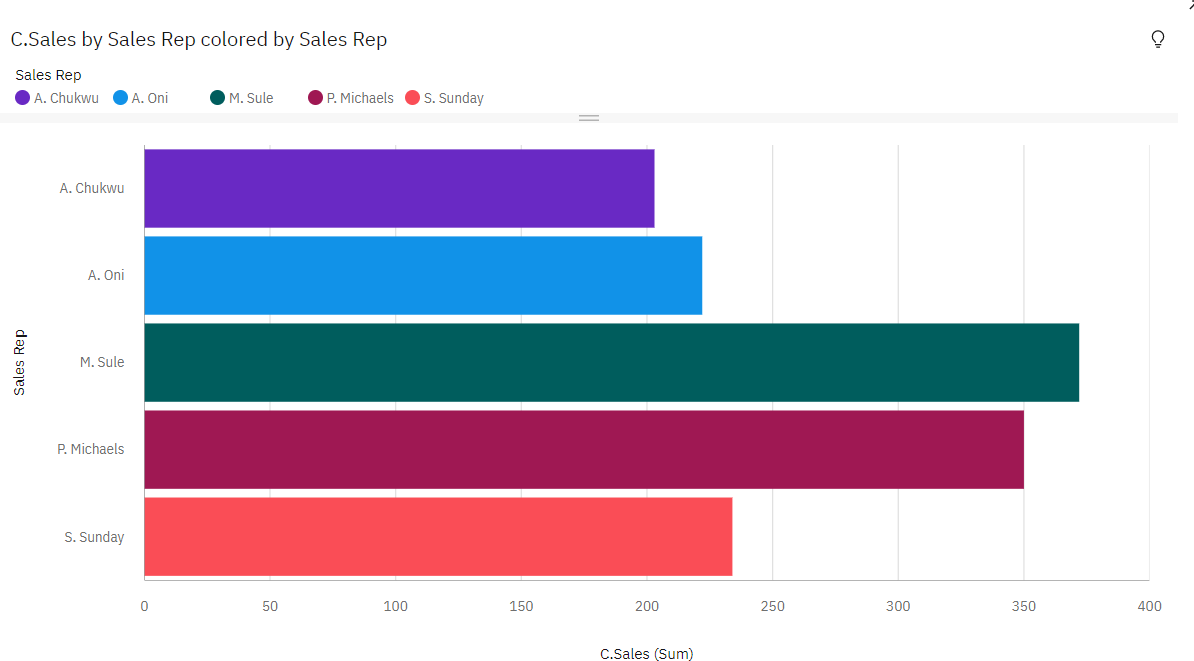 C.Sales by Sales Rep colored by Sales Rep
Sales Rep
A. Chukwu A. Oni M. Sule P. Michaels S. Sunday
A. Chukwu
A. Oni
M. Sule
P. Michaels
S. Sunday
Sales Rep
0 50 100 150 200 250 300 350 400
C.Sales (Sum)